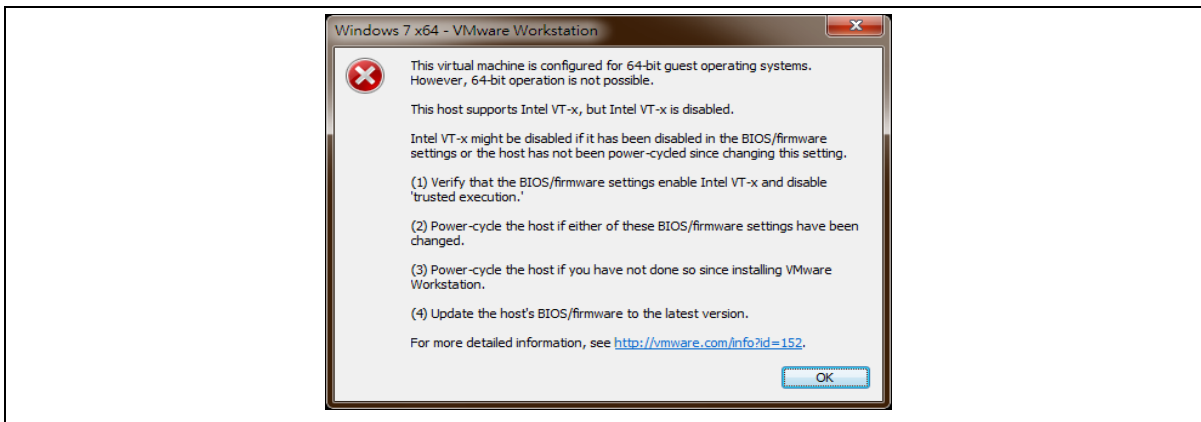 Windows 7 x64 - VMware Workstation
This virtual machine is configured for 64-bit guest operating systems.
However, 64-bit operation is not possible.
This host supports Intel VT-x, but Intel VT-x is disabled.
Intel VT-x might be disabled if it has been disabled in the BIOS/firmware
settings or the host has not been power-cycled since changing this setting.
(1) Verify that the BIOS/firmware settings enable Intel VT-x and disable
'trusted execution.'
(2) Power-cycle the host if either of these BIOS/firmware settings have been
changed.
(3) Power-cycle the host if you have not done so since installing VMware
Workstation.
(4) Update the host's BIOS/firmware to the latest version.
For more detailed information, see http://vmware.com/info?id=152.
OK